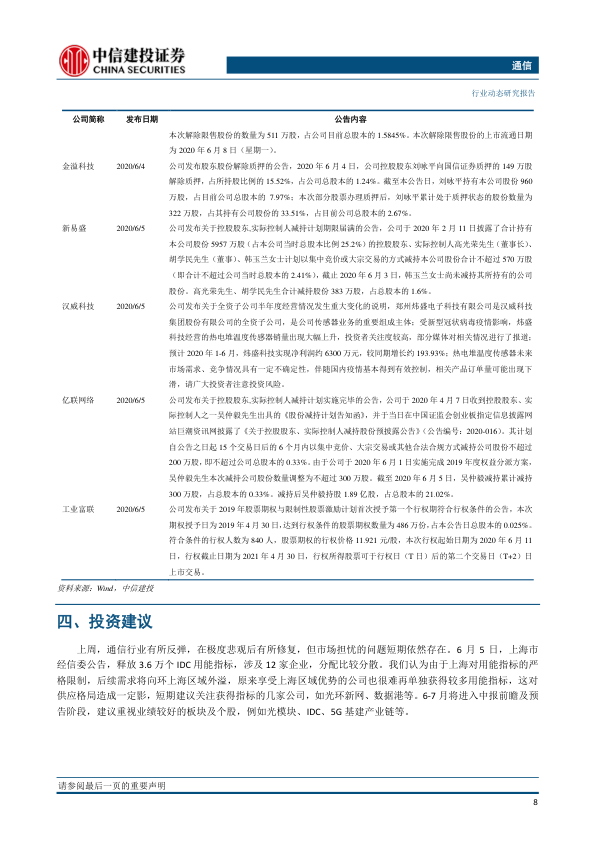 中信建投证券
CHINA SECURITIES
通信
行业动态研究报告
公司简称 发布日期 公告内容
本次解除限售股份的数量为 511 万股，占公司目前总股本的 1.5845%。本次解除限售股份的上市流通日期
为 2020 年 6 月 8 日（星期一）。
金溢科技 2020/6/4 公司发布股东股份解除质押的公告，2020 年 6 月 4 日，公司控股股东刘咏平向国信证券质押的 149 万股
解除质押，占所持股比例的 15.52%，占公司总股本的 1.24%。截至本公告日，刘咏平持有本公司股份 960
万股，占目前公司总股本的 7.97%；本次部分股票办理质押后，刘咏平累计处于质押状态的股份数量为
322 万股，占其持有公司股份的 33.51%，占目前公司总股本的 2.67%。
新易盛 2020/6/5 公司发布关于控股股东,实际控制人减持计划期限届满的公告，公司于 2020 年 2 月 11 日披露了合计持有
本公司股份 5957 万股（占本公司当时总股本比例 25.2%）的控股股东、实际控制人高光荣先生（董事长）、
胡学民先生（董事）、韩玉兰女士计划以集中竞价或大宗交易的方式减持本公司股份合计不超过 570 万股
（即合计不超过公司当时总股本的 2.41%），截止 2020 年 6 月 3 日，韩玉兰女士尚未减持其所持有的公司
股份。高光荣先生、胡学民先生合计减持股份 383 万股，占总股本的 1.6%。
汉威科技 2020/6/5 公司发布关于全资子公司半年度经营情况发生重大变化的说明，郑州炜盛电子科技有限公司是汉威科技
集团股份有限公司的全资子公司，是公司传感器业务的重要组成主体；受新型冠状病毒疫情影响，炜盛
科技经营的热电堆温度传感器销量出现大幅上升，投资者关注度较高，部分媒体对相关情况进行了报道；
预计 2020 年 1-6 月，炜盛科技实现净利润约 6300 万元，较同期增长约 193.93%；热电堆温度传感器未来
市场需求、竞争情况具有一定不确定性，伴随国内疫情基本得到有效控制，相关产品订单量可能出现下
滑，请广大投资者注意投资风险。
亿联网络 2020/6/5 公司发布关于控股股东,实际控制人减持计划实施完毕的公告，公司于 2020 年 4 月 7 日收到控股股东、实
际控制人之一吴仲毅先生出具的《股份减持计划告知函》，并于当日在中国证监会创业板指定信息披露网
站巨潮资讯网披露了《关于控股股东、实际控制人减持股份预披露公告》（公告编号：2020-016）。其计划
自公告之日起 15 个交易日后的 6 个月内以集中竞价、大宗交易或其他合法合规方式减持公司股份不超过
200 万股，即不超过公司总股本的 0.33%。由于公司于 2020 年 6 月 1 日实施完成 2019 年度权益分派方案，
吴仲毅先生本次减持公司股份数量调整为不超过 300 万股。截至 2020 年 6 月 5 日，吴仲毅减持累计减持
300 万股，占总股本的 0.33%。减持后吴仲毅持股 1.89 亿股，占总股本的 21.02%。
工业富联 2020/6/5 公司发布关于 2019 年股票期权与限制性股票激励计划首次授予第一个行权期符合行权条件的公告，本次
期权授予日为 2019 年 4 月 30 日,达到行权条件的股票期权数量为 486 万份,占本公告日总股本的 0.025%。
符合条件的行权人数为 840 人，股票期权的行权价格 11.921 元/股，本次行权起始日期为 2020 年 6 月 11
日，行权截止日期为 2021 年 4 月 30 日，行权所得股票可于行权日（T 日）后的第二个交易日（T+2）日
上市交易。
资料来源：Wind，中信建投
四、投资建议
上周，通信行业有所反弹，在极度悲观后有所修复，但市场担忧的问题短期依然存在。6 月 5 日，上海市
经信委公告，释放 3.6 万个 IDC 用能指标，涉及 12 家企业，分配比较分散。我们认为由于上海对用能指标的严
格限制，后续需求将向环上海区域外溢，原来享受上海区域优势的公司也很难再单独获得较多用能指标，这对
供应格局造成一定影，短期建议关注获得指标的几家公司，如光环新网、数据港等。6-7 月将进入中报前瞻及预
告阶段，建议重视业绩较好的板块及个股，例如光模块、IDC、5G 基建产业链等。
请参阅最后一页的重要声明
8